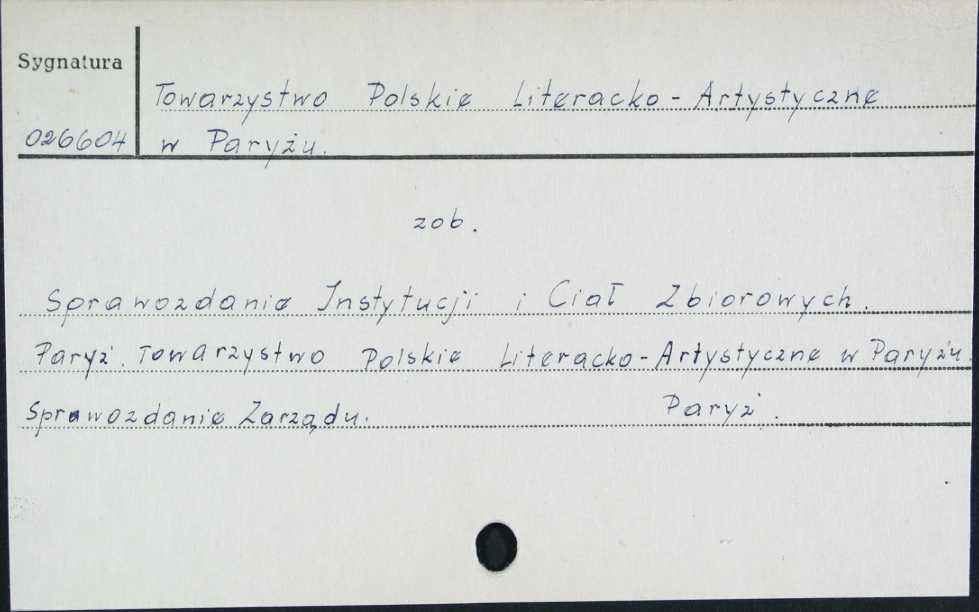 Sygnatura
Towarzystwo Polskie Literacko-Artystyczne
026604 w Paryżu.
zob.
Sprawozdanie Instytucji i Ciał Zbiorowych.
Paryż. Towarzystwo Polskie Literacko-Artystyczne w Paryżu.
Sprawozdanie Zarządu. Paryż.